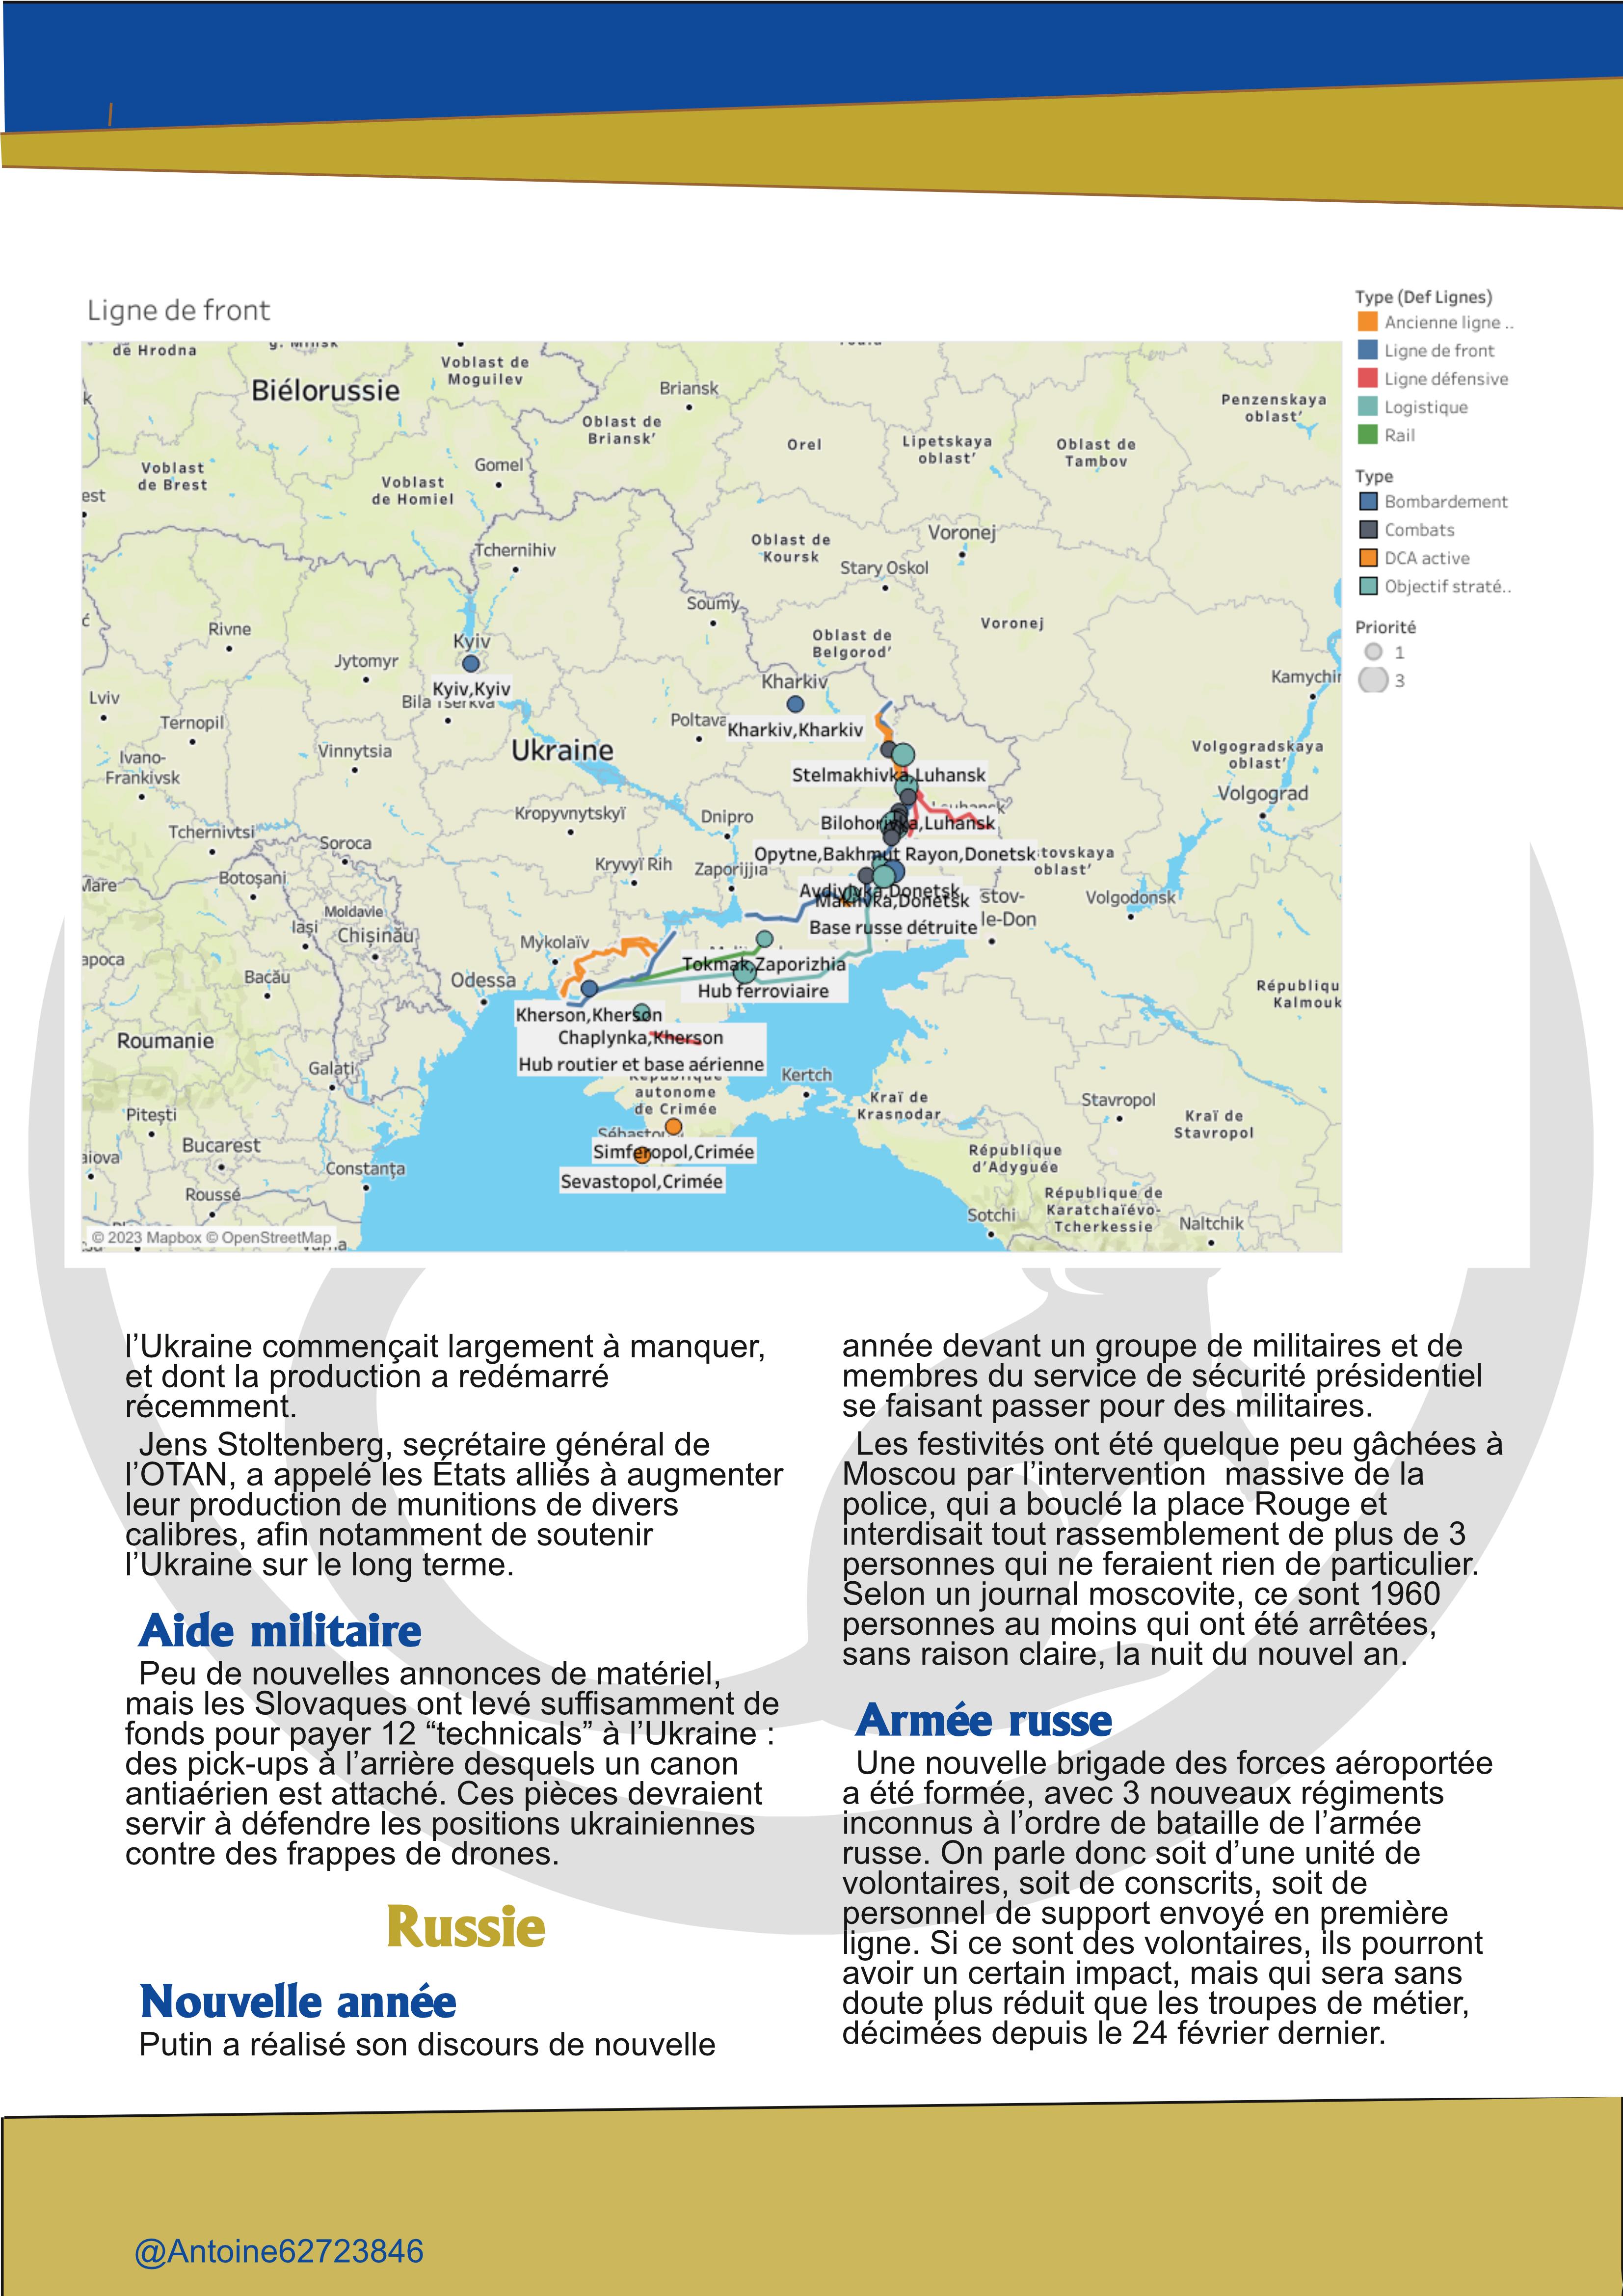 Ligne de front
Type (Def Lignes)
Ancienne ligne ..
Ligne de front
Ligne défensive
Logistique
Rail
Type
Bombardement
Combats
DCA active
Objectif straté..
Priorité
1
3
de Hrodna
Voblast de
Moguilev
Biélorussie
Briansk
Penzenskaya
oblast’
Oblast de
Briansk’
Orel
Lipetskaya
oblast’
Oblast de
Tambov
Voblast
de Brest
Gomel
Voblast
de Homiel
Tchernihiv
Oblast de
Koursk
Voronej
Stary Oskol
Soumy
Rivne
Kyiv
Oblast de
Belgorod’
Voronej
Jytomyr
Kharkiv
Kamychin
Kyiv,Kyiv
Lviv
Bila Tserkva
Ternopil
Poltava
Kharkiv,Kharkiv
Ivano-
Frankivsk
Vinnytsia
Ukraine
Volgogradskaya
oblast’
Stelmakhivka,Luhansk
Volgograd
Kropyvnytskyï
Dnipro
Bilohorivka,Luhansk
Tchernivtsi
Soroca
Opytne,Bakhmut Rayon,Donetsk
tovskaya
oblast’
Kryvyï Rih
Zaporijjia
Botoșani
Avdiivka,Donetsk
Makiivka,Donetsk
stov-
le-Don
Volgodonsk
Moldavie
Iași
Chișinău
Base russe détruite
Mykolaïv
Bacău
Odessa
Tokmak,Zaporizhia
Hub ferroviaire
Républiqu
Kalmouk
Kherson,Kherson
Chaplynka,Kherson
Hub routier et base aérienne
Roumanie
Galați
République
autonome
de Crimée
Kertch
Kraï de
Krasnodar
Stavropol
Kraï de
Stavropol
Pitești
Bucarest
Simferopol,Crimée
Sevastopol,Crimée
République
d’Adyguée
Constanța
Roussé
Sotchi
République de
Karatchaïévo-
Tcherkessie
Naltchik
© 2023 Mapbox © OpenStreetMap
l’Ukraine commençait largement à manquer,
et dont la production a redémarré
récemment.
Jens Stoltenberg, secrétaire général de
l’OTAN, a appelé les États alliés à augmenter
leur production de munitions de divers
calibres, afin notamment de soutenir
l’Ukraine sur le long terme.
Aide militaire
Peu de nouvelles annonces de matériel,
mais les Slovaques ont levé suffisamment de
fonds pour payer 12 “technicals” à l’Ukraine :
des pick-ups à l’arrière desquels un canon
antiaérien est attaché. Ces pièces devraient
servir à défendre les positions ukrainiennes
contre des frappes de drones.
Russie
Nouvelle année
Putin a réalisé son discours de nouvelle
année devant un groupe de militaires et de
membres du service de sécurité présidentiel
se faisant passer pour des militaires.
Les festivités ont été quelque peu gâchées à
Moscou par l’intervention  massive de la
police, qui a bouclé la place Rouge et
interdisait tout rassemblement de plus de 3
personnes qui ne feraient rien de particulier.
Selon un journal moscovite, ce sont 1960
personnes au moins qui ont été arrêtées,
sans raison claire, la nuit du nouvel an.
Armée russe
Une nouvelle brigade des forces aéroportée
a été formée, avec 3 nouveaux régiments
inconnus à l’ordre de bataille de l’armée
russe. On parle donc soit d’une unité de
volontaires, soit de conscrits, soit de
personnel de support envoyé en première
ligne. Si ce sont des volontaires, ils pourront
avoir un certain impact, mais qui sera sans
doute plus réduit que les troupes de métier,
décimées depuis le 24 février dernier.
@Antoine62723846